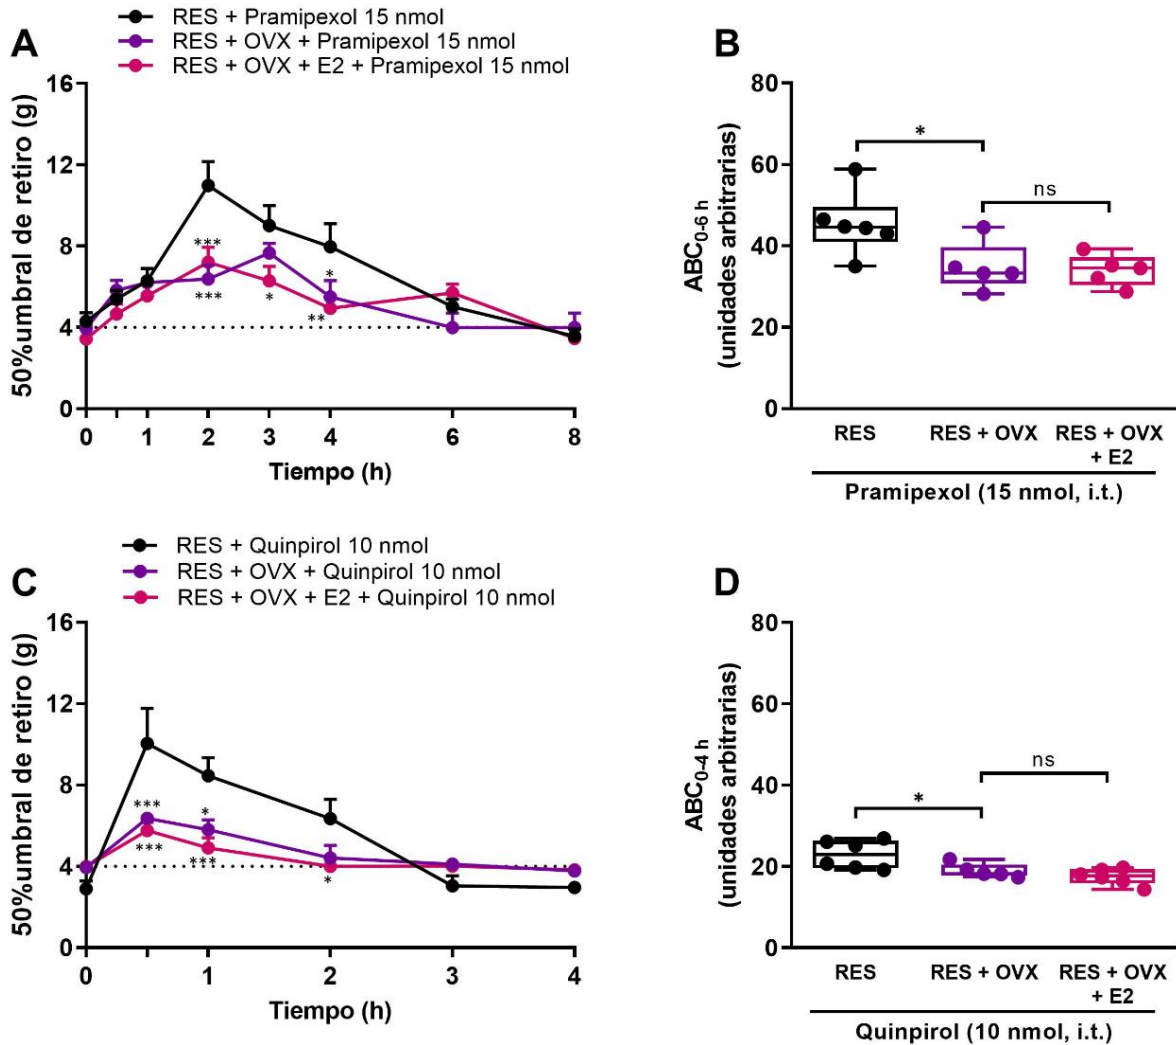 A
RES + Pramipexol 15 nmol
RES + OVX + Pramipexol 15 nmol
RES + OVX + E2 + Pramipexol 15 nmol
50%umbral de retiro (g)
16
12
8
4
0
***
***
*
*
**
0 1 2 3 4 6 8
Tiempo (h)
B
ABC0-6 h
(unidades arbitrarias)
80
60
40
20
0
*
ns
RES
RES + OVX
RES + OVX
+ E2
Pramipexol (15 nmol, i.t.)
C
RES + Quinpirol 10 nmol
RES + OVX + Quinpirol 10 nmol
RES + OVX + E2 + Quinpirol 10 nmol
50%umbral de retiro (g)
16
12
8
4
0
***
*
***
***
*
0 1 2 3 4
Tiempo (h)
D
ABC0-4 h
(unidades arbitrarias)
80
60
40
20
0
*
ns
RES
RES + OVX
RES + OVX
+ E2
Quinpirol (10 nmol, i.t.)